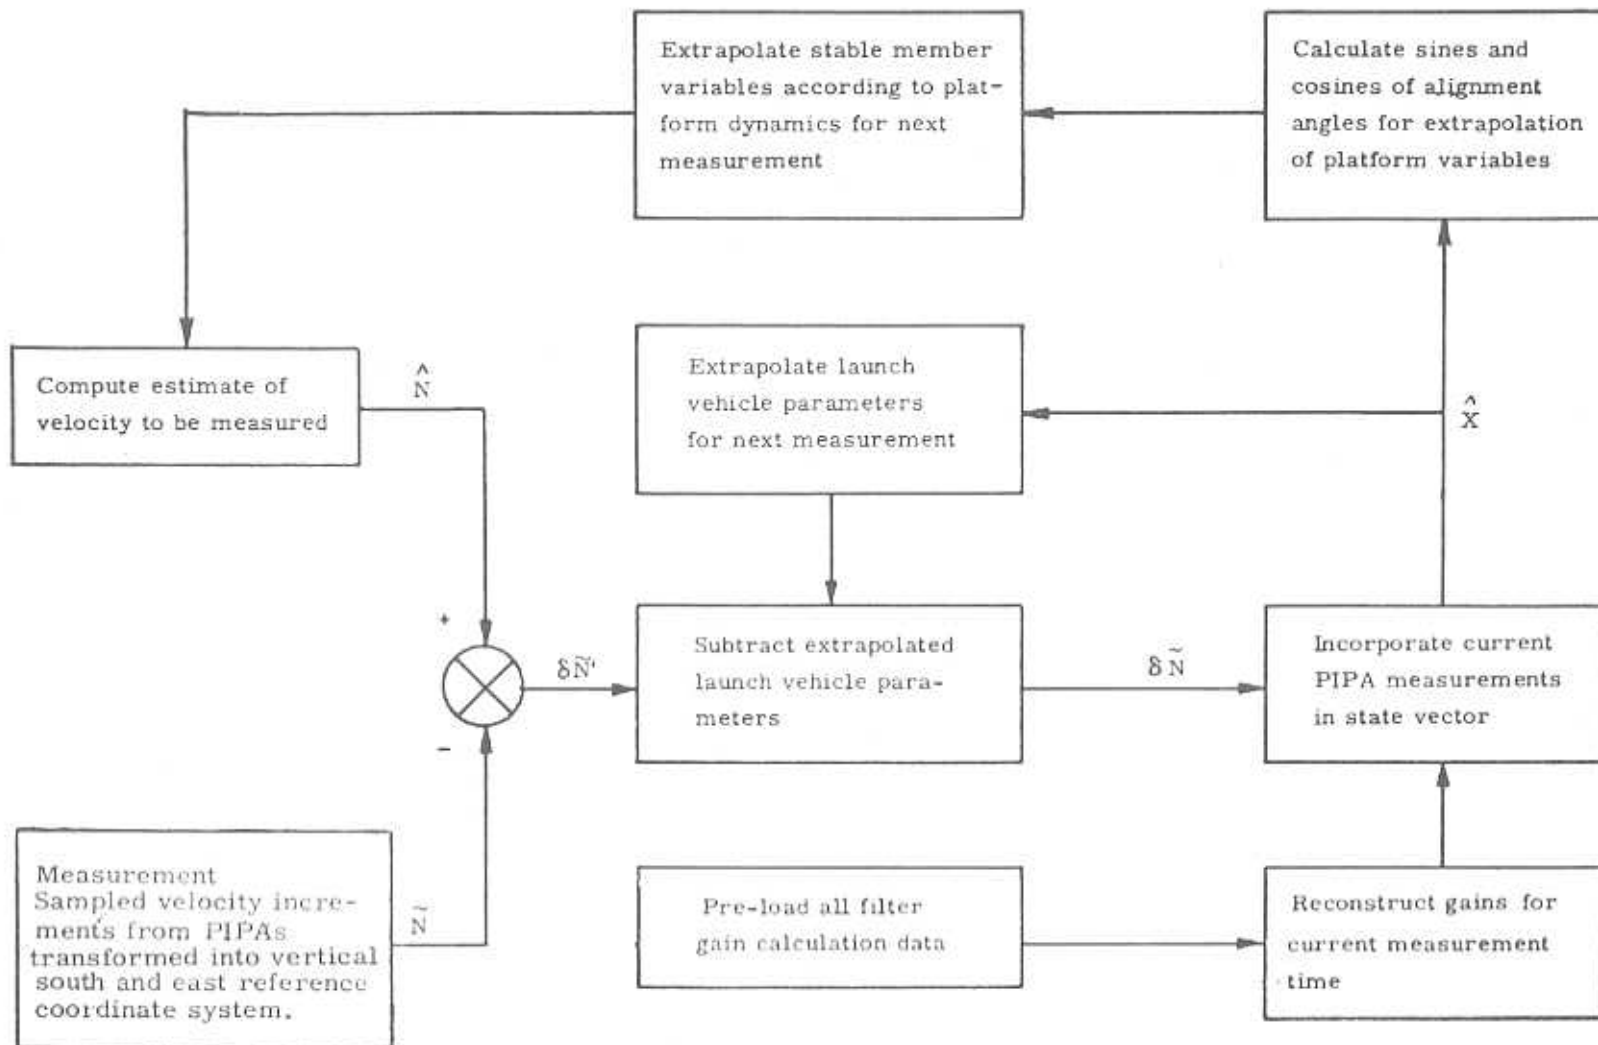 Extrapolate stable member
variables according to plat-
form dynamics for next
measurement
Calculate sines and
cosines of alignment
angles for extrapolation
of platform variables
Compute estimate of
velocity to be measured
N̂
Extrapolate launch
vehicle parameters
for next measurement
X̂
+
Subtract extrapolated
launch vehicle para-
meters
δÑ'
δÑ
Incorporate current
PIPA measurements
in state vector
-
Measurement
Sampled velocity incre-
ments from PIPAs
transformed into vertical
south and east reference
coordinate system.
Ñ
Pre-load all filter
gain calculation data
Reconstruct gains for
current measurement
time